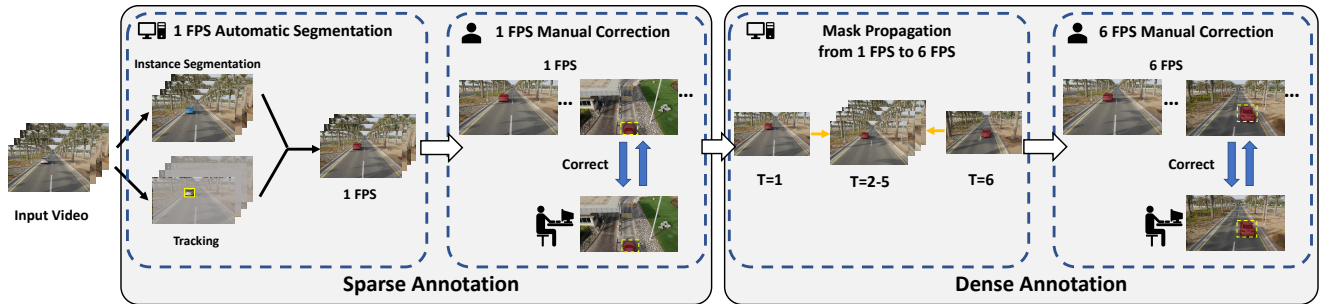 1 FPS Automatic Segmentation
Instance Segmentation
Input Video
Tracking
1 FPS
1 FPS Manual Correction
1 FPS
...
...
Correct
Sparse Annotation
Mask Propagation
from 1 FPS to 6 FPS
T=1
T=2-5
T=6
6 FPS Manual Correction
6 FPS
...
...
Correct
Dense Annotation